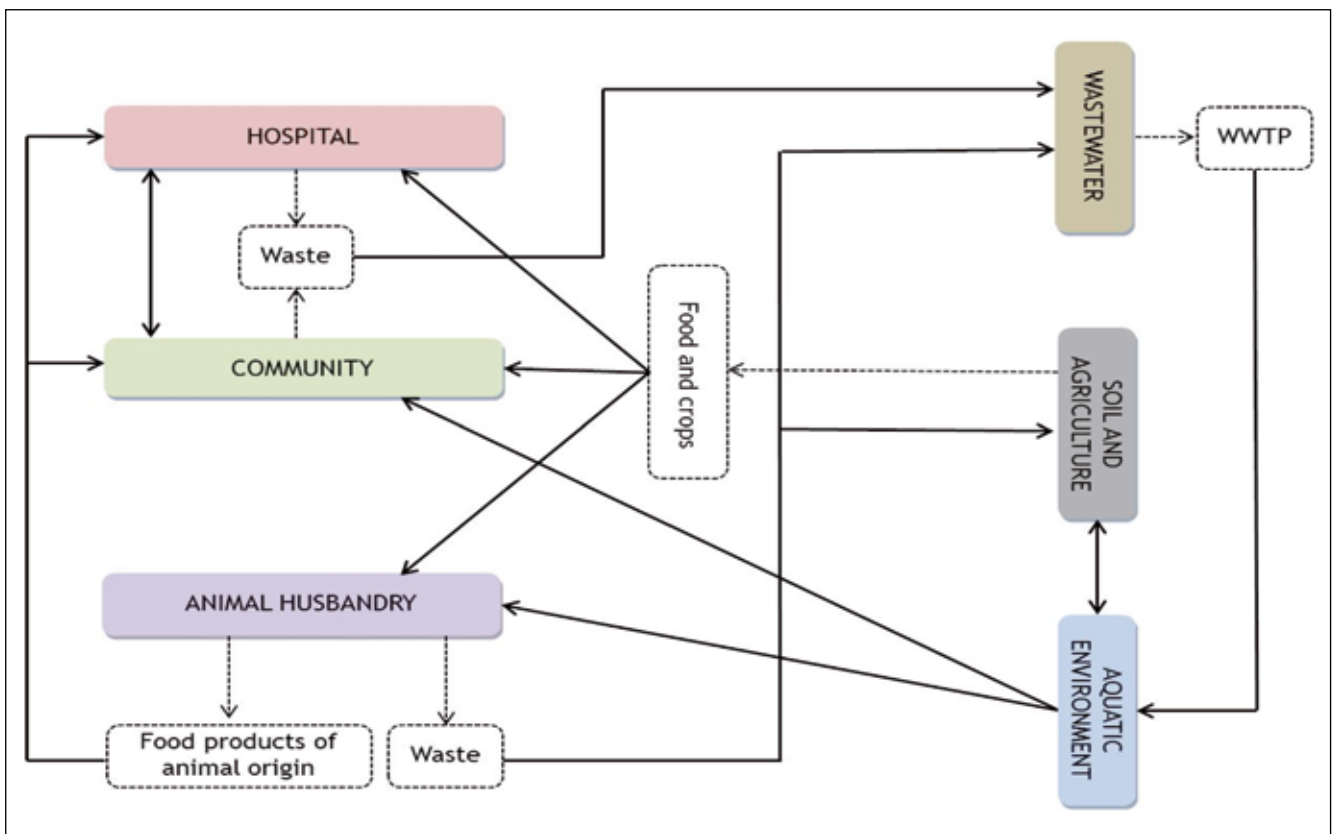 HOSPITAL
Waste
COMMUNITY
ANIMAL HUSBANDRY
Food products of
animal origin
Waste
Food and crops
WASTEWATER
WWTP
SOIL AND
AGRICULTURE
AQUATIC
ENVIRONMENT